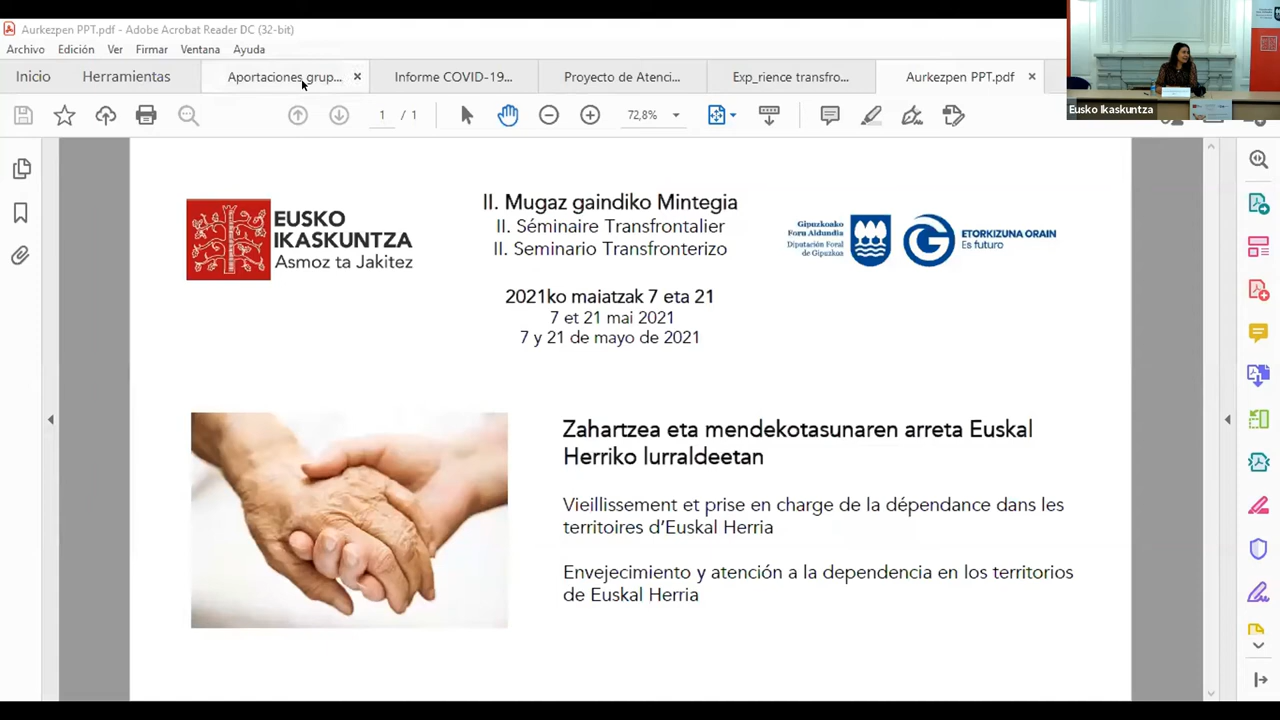 Aurkezpen PPT.pdf - Adobe Acrobat Reader DC (32-bit)
Archivo Edición Ver Firmar Ventana Ayuda
Inicio Herramientas Aportaciones grup... Informe COVID-19... Proyecto de Atenci... Exp_rience transfro... Aurkezpen PPT.pdf
1 / 1 72,8%
Eusko Ikaskuntza
EUSKO
IKASKUNTZA
Asmoz ta Jakitez
II. Mugaz gaindiko Mintegia
II. Séminaire Transfrontalier
II. Seminario Transfronterizo
Gipuzkoako
Foru Aldundia
Diputación Foral
de Gipuzkoa
ETORKIZUNA ORAIN
Es futuro
2021ko maiatzak 7 eta 21
7 et 21 mai 2021
7 y 21 de mayo de 2021
Zahartzea eta mendekotasunaren arreta Euskal
Herriko lurraldeetan
Vieillissement et prise en charge de la dépendance dans les
territoires d'Euskal Herria
Envejecimiento y atención a la dependencia en los territorios
de Euskal Herria